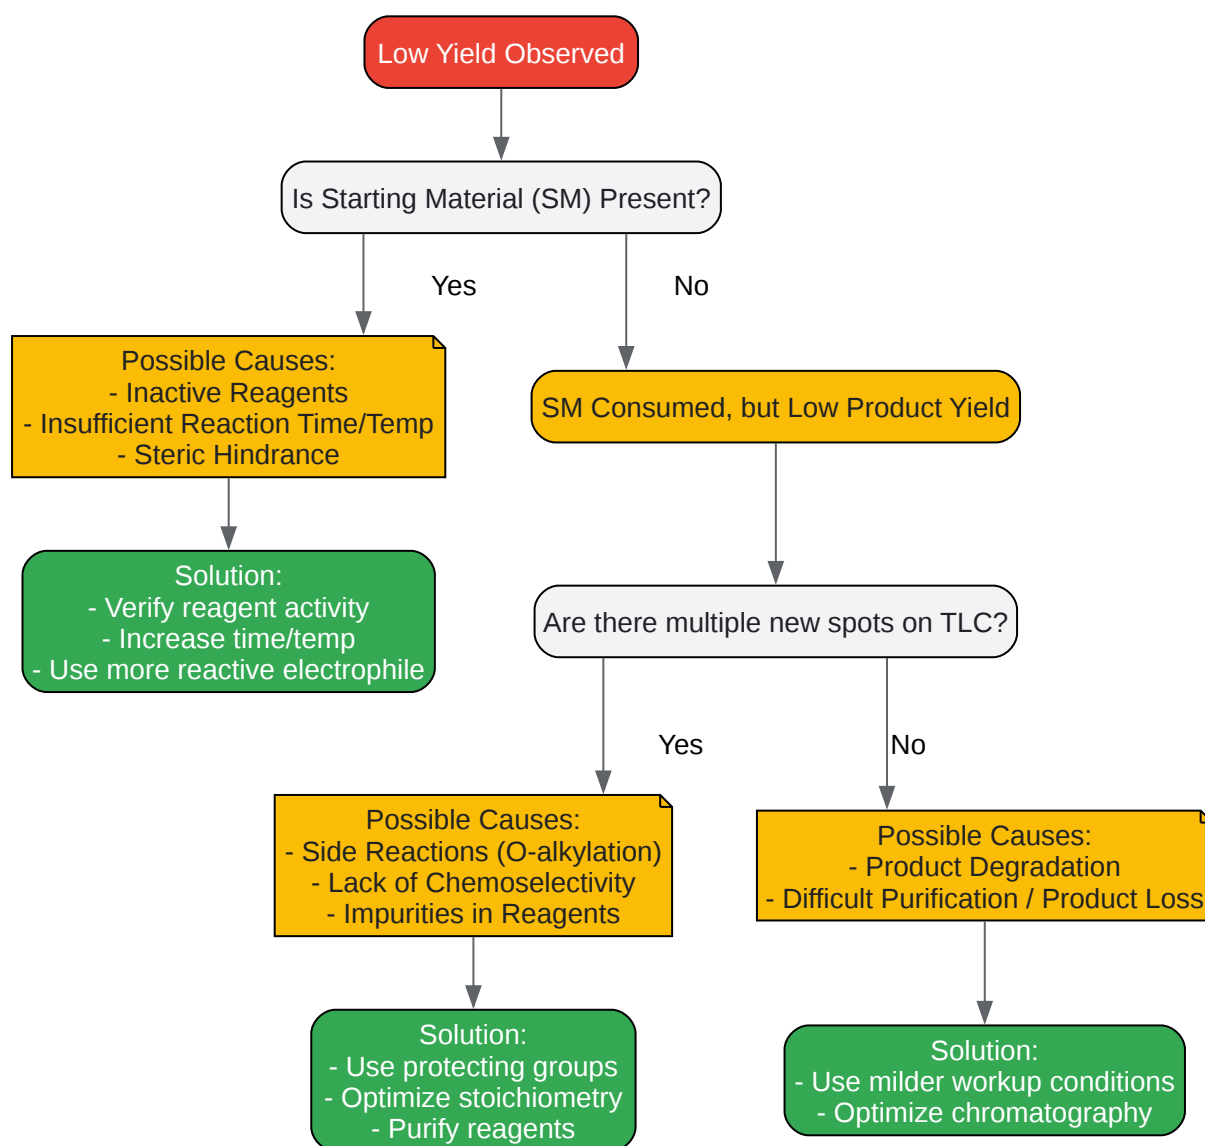 Low Yield Observed
Is Starting Material (SM) Present?
Yes
No
Possible Causes:
- Inactive Reagents
- Insufficient Reaction Time/Temp
- Steric Hindrance
SM Consumed, but Low Product Yield
Solution:
- Verify reagent activity
- Increase time/temp
- Use more reactive electrophile
Are there multiple new spots on TLC?
Yes
No
Possible Causes:
- Side Reactions (O-alkylation)
- Lack of Chemoselectivity
- Impurities in Reagents
Possible Causes:
- Product Degradation
- Difficult Purification / Product Loss
Solution:
- Use protecting groups
- Optimize stoichiometry
- Purify reagents
Solution:
- Use milder workup conditions
- Optimize chromatography